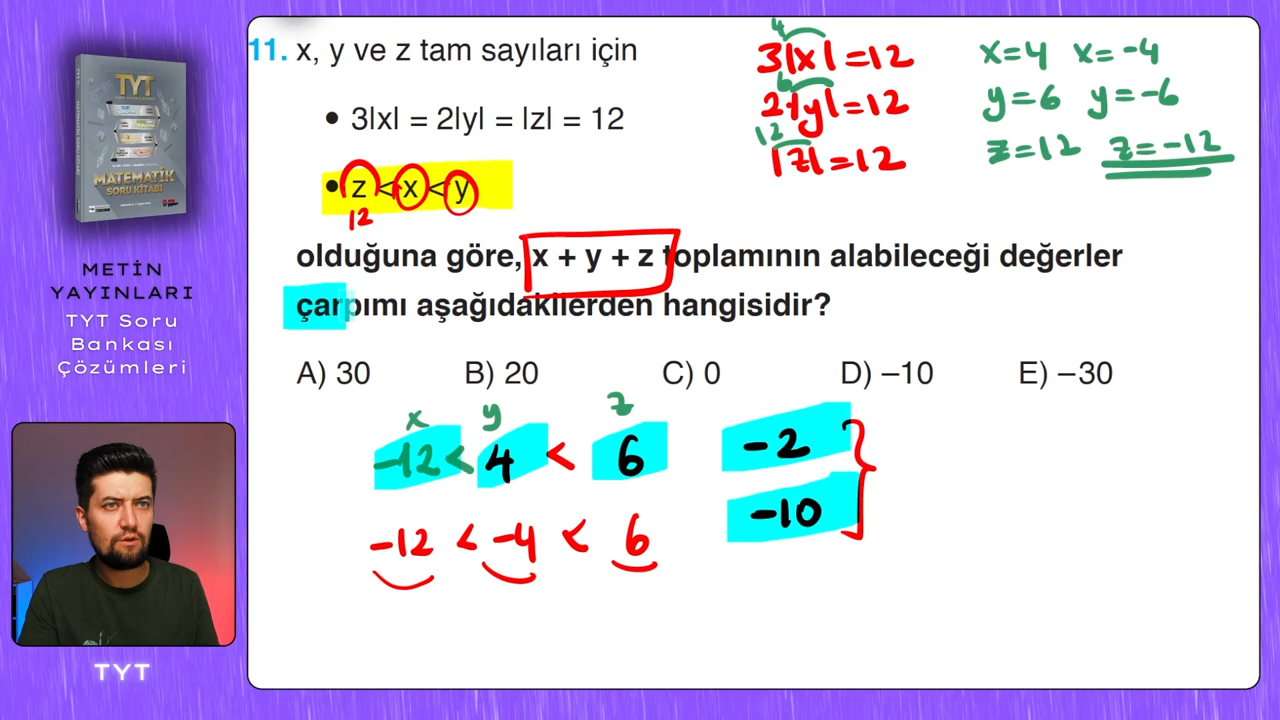 TYT
MATEMATİK
SORU KİTABI
METİN
YAYINLARI
TYT Soru
Bankası
Çözümleri
TYT
11. x, y ve z tam sayıları için
• 3|x| = 2|y| = |z| = 12
• z < x < y
12
olduğuna göre, x + y + z toplamının alabileceği değerler
çarpımı aşağıdakilerden hangisidir?
A) 30 B) 20 C) 0 D) –10 E) –30
4
3|x| = 12
6
2|y| = 12
12
|z| = 12
x=4 x=-4
y=6 y=-6
z=12 z=-12
x y z
-12 < 4 < 6 -2
-12 < -4 < 6 -10